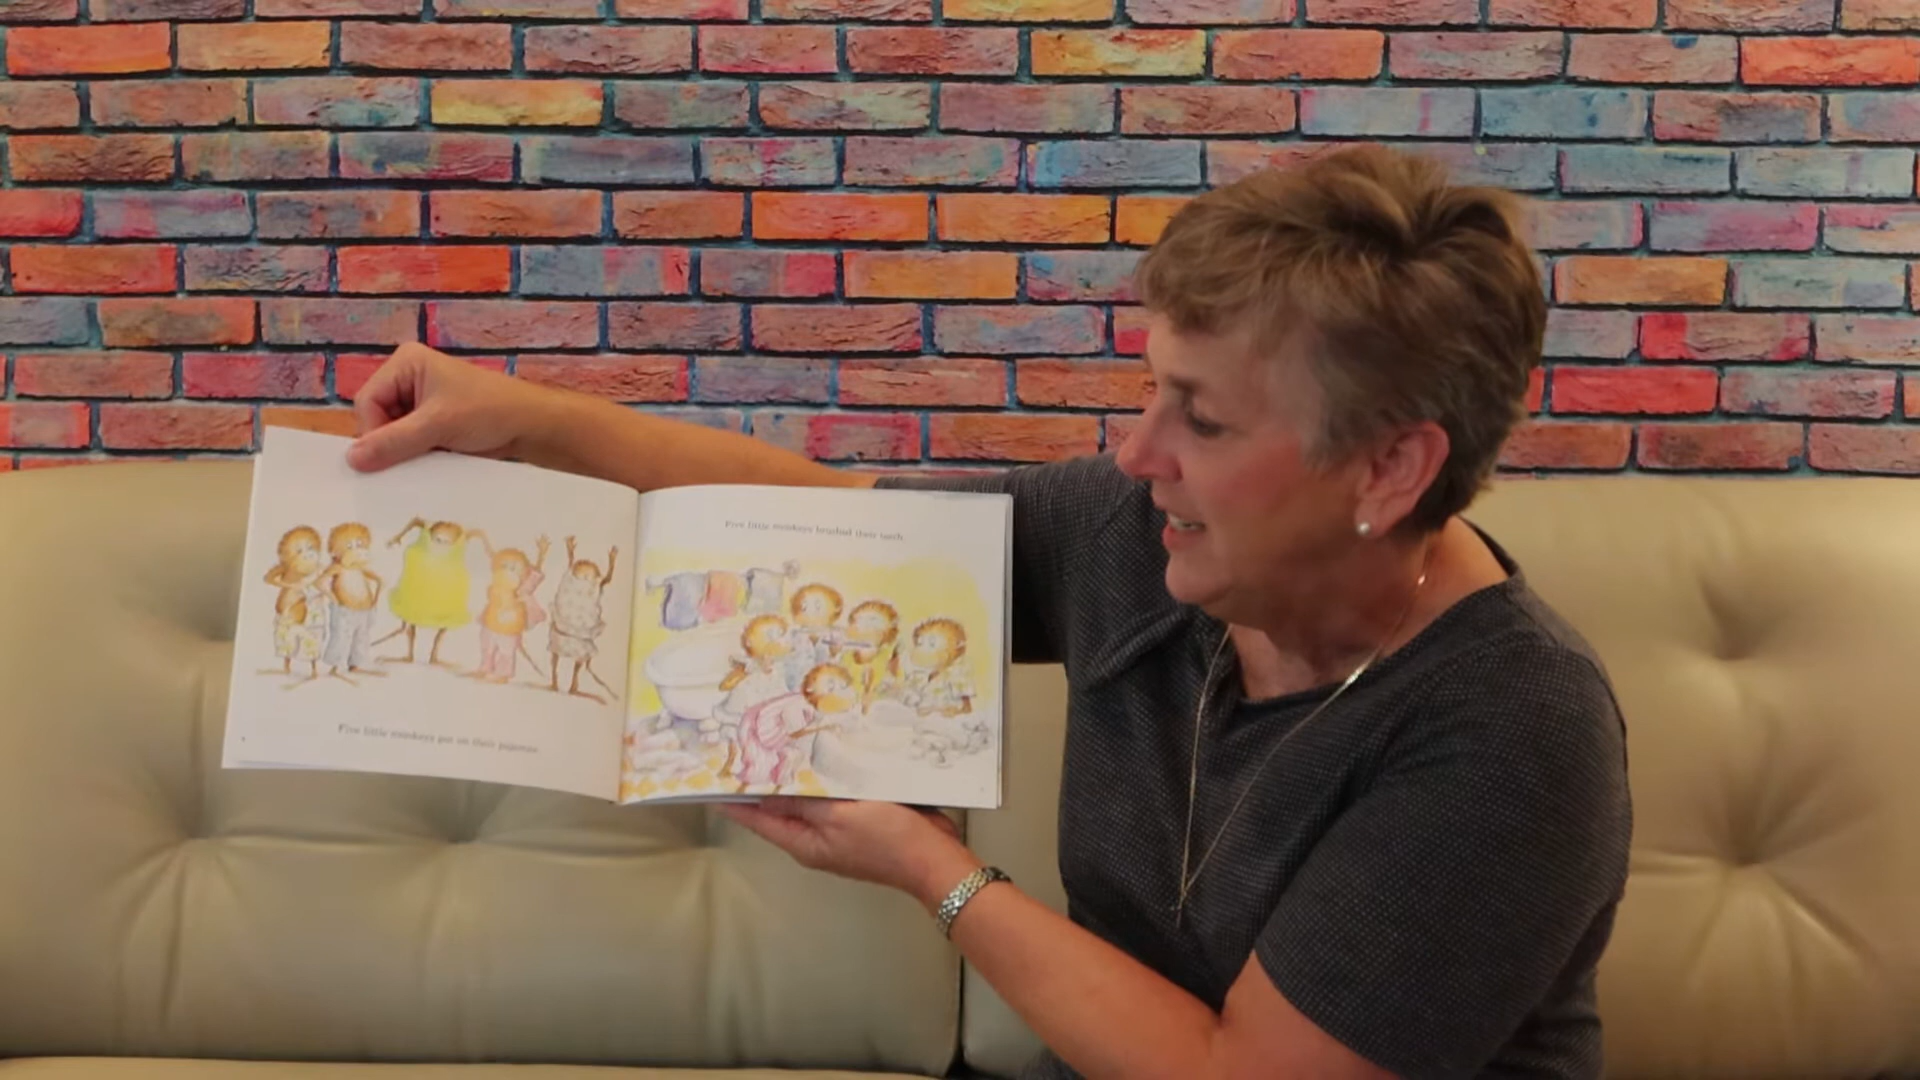 Five little monkeys put on their pajamas.
Five little monkeys brushed their teeth.